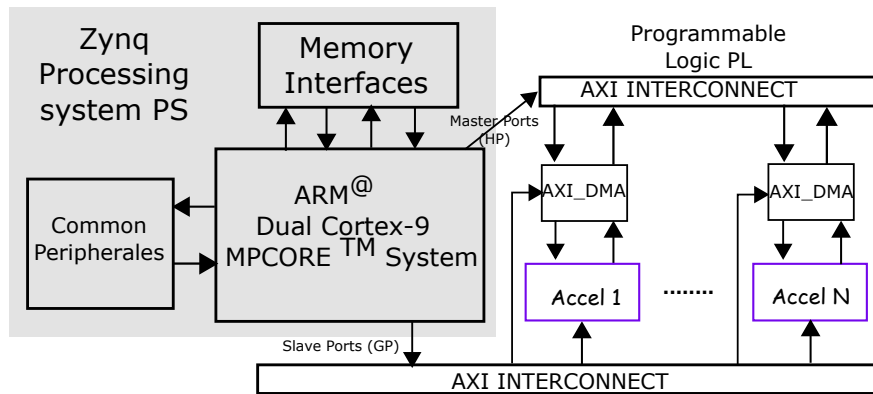 Zynq
Processing
system PS
Memory
Interfaces
Programmable
Logic PL
AXI INTERCONNECT
Master Ports
(HP)
ARM@
Dual Cortex-9
MPCORE TM System
Common
Peripherales
AXI_DMA
AXI_DMA
Accel 1
........
Accel N
Slave Ports (GP)
AXI INTERCONNECT